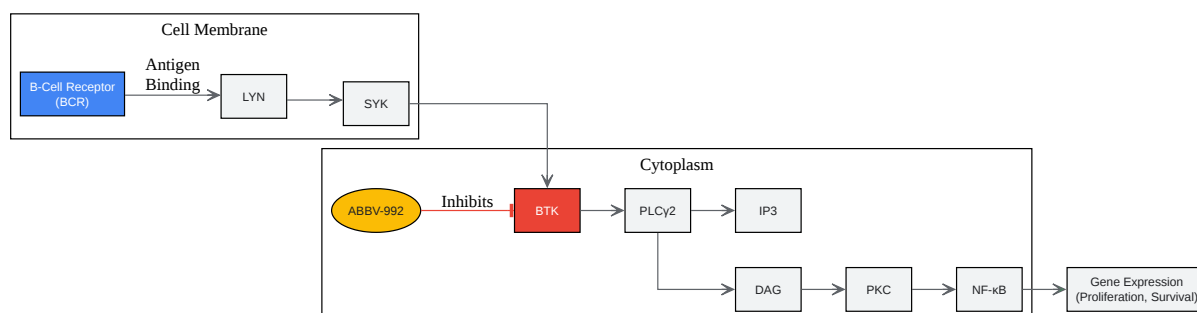 Cell Membrane
Antigen
Binding
B-Cell Receptor
(BCR)
LYN
SYK
Cytoplasm
ABBV-992
Inhibits
BTK
PLCγ2
IP3
DAG
PKC
NF-κB
Gene Expression
(Proliferation, Survival)